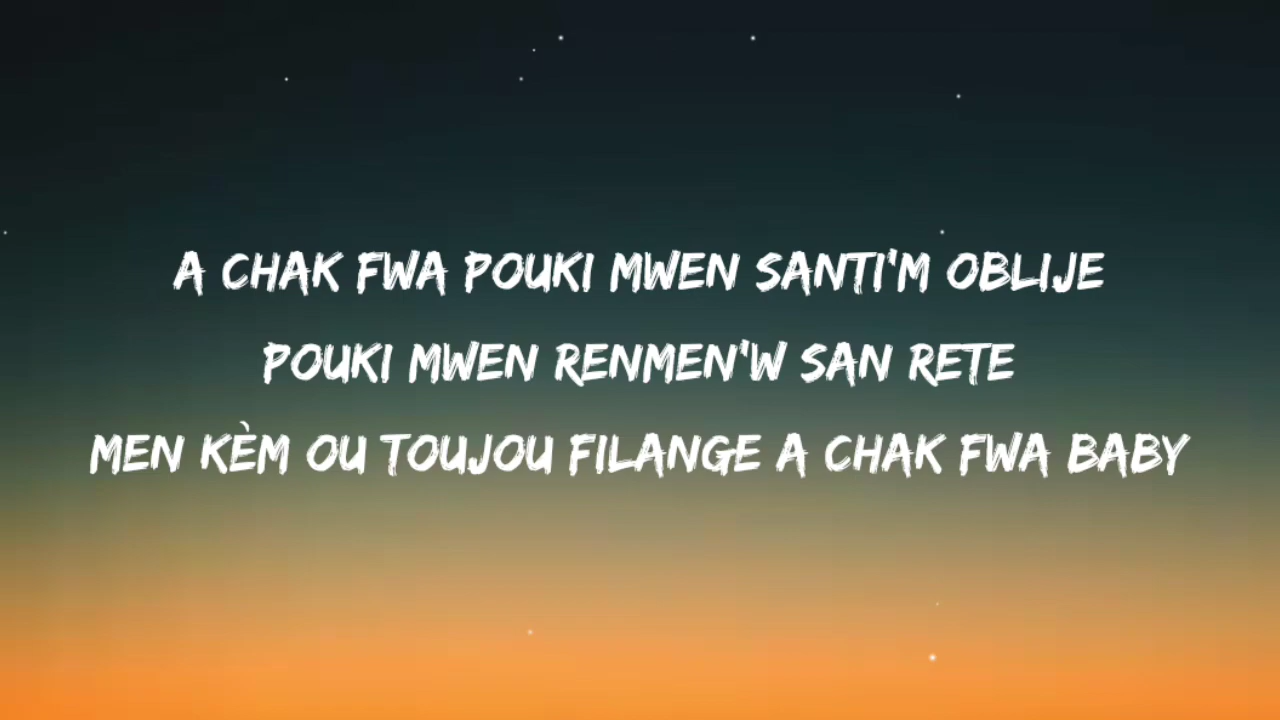 A CHAK FWA POUKI MWEN SANTI'M OBLIJE
POUKI MWEN RENMEN'W SAN RETE
MEN KÈM OU TOUJOU FILANGE A CHAK FWA BABY